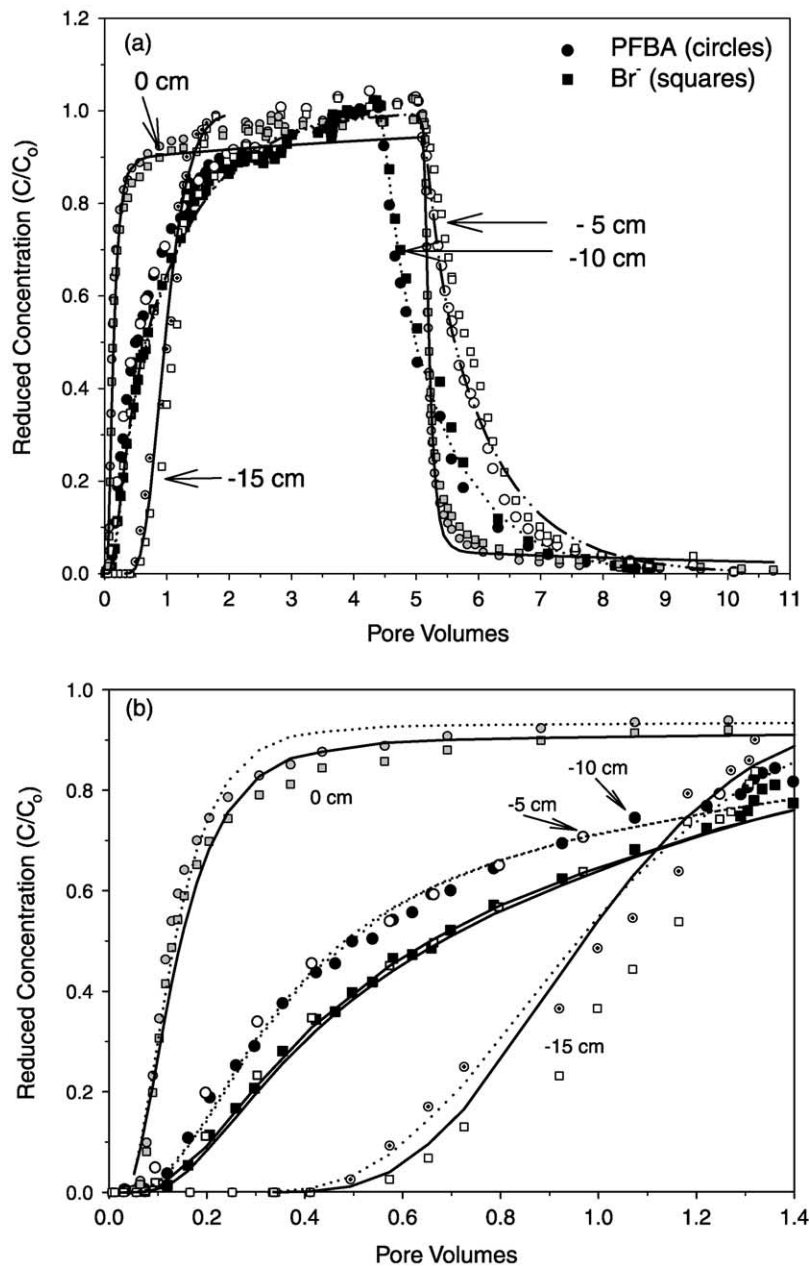 (a)
PFBA (circles)
Br⁻ (squares)
0 cm
- 5 cm
-10 cm
-15 cm
Reduced Concentration (C/Cₒ)
1.2
1.0
0.8
0.6
0.4
0.2
0.0
0 1 2 3 4 5 6 7 8 9 10 11
Pore Volumes
(b)
-10 cm
-5 cm
0 cm
-15 cm
Reduced Concentration (C/Cₒ)
1.0
0.8
0.6
0.4
0.2
0.0
0.0 0.2 0.4 0.6 0.8 1.0 1.2 1.4
Pore Volumes